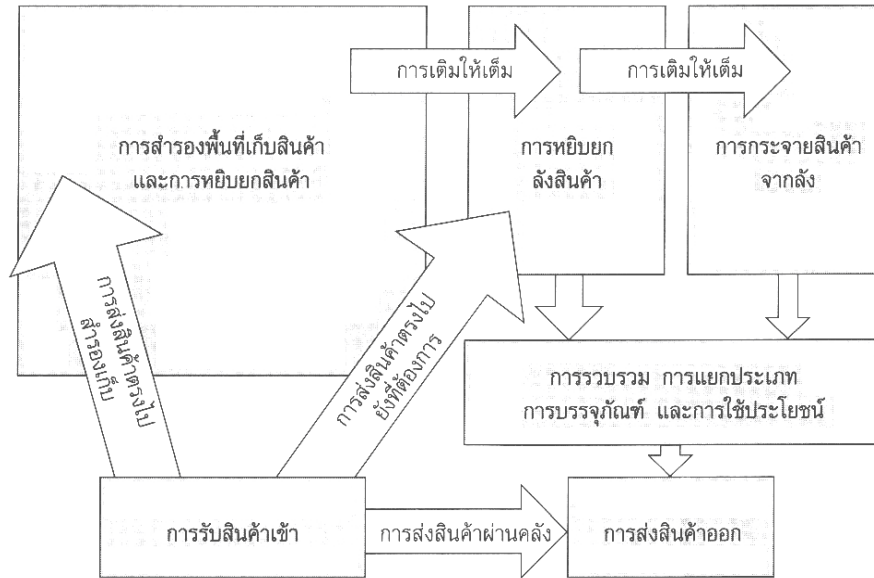 การเติมให้เต็ม
การเติมให้เต็ม
การสำรองพื้นที่เก็บสินค้า
และการหยิบยกสินค้า
การหยิบยก
ลังสินค้า
การกระจายสินค้า
จากลัง
การส่งสินค้าตรงไป
สำรองเก็บ
การส่งสินค้าตรงไป
ยังที่ต้องการ
การรวบรวม การแยกประเภท
การบรรจุภัณฑ์ และการใช้ประโยชน์
การรับสินค้าเข้า
การส่งสินค้าผ่านคลัง
การส่งสินค้าออก